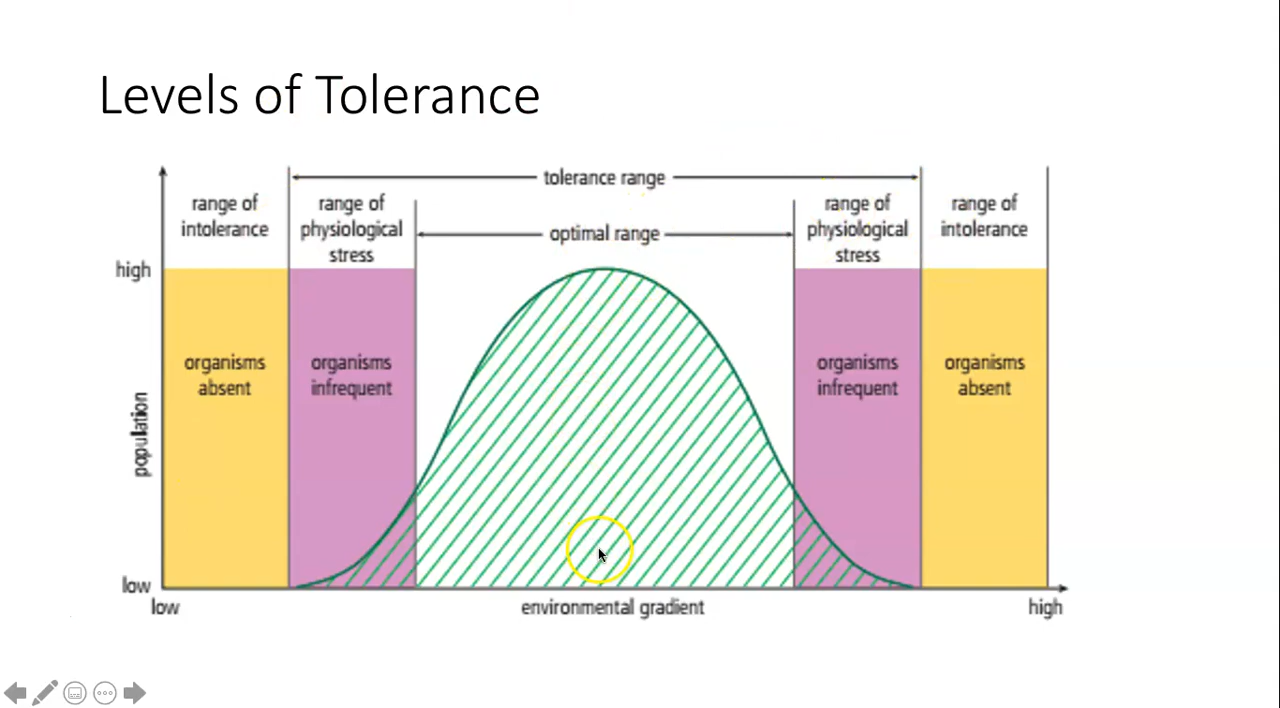 Levels of Tolerance
tolerance range
range of
intolerance
range of
physiological
stress
optimal range
range of
physiological
stress
range of
intolerance
high
organisms
absent
organisms
infrequent
organisms
infrequent
organisms
absent
population
low
low
environmental gradient
high